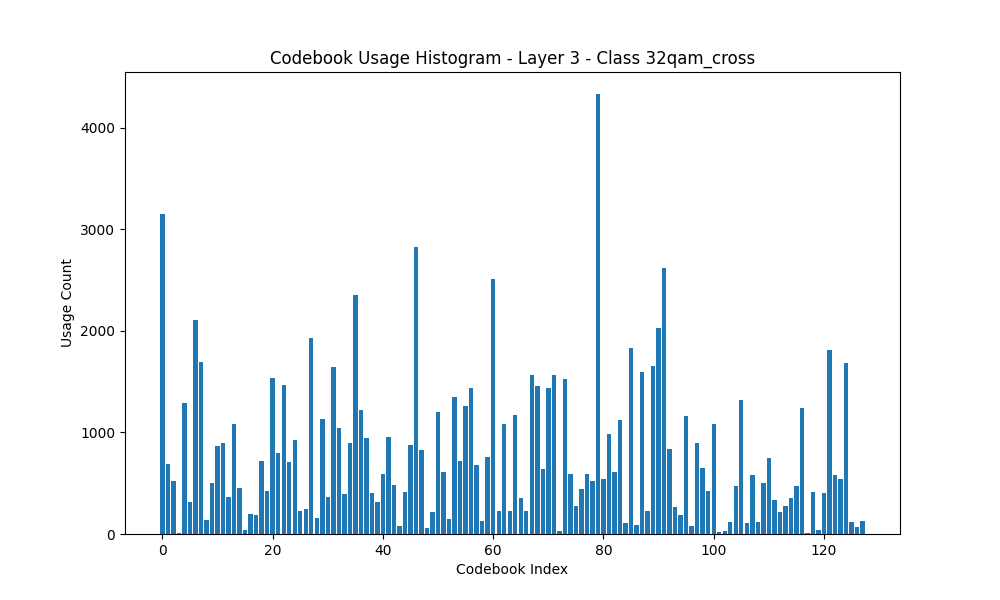 Codebook Usage Histogram - Layer 3 - Class 32qam_cross
4000
3000
2000
1000
0
Usage Count
0 20 40 60 80 100 120
Codebook Index